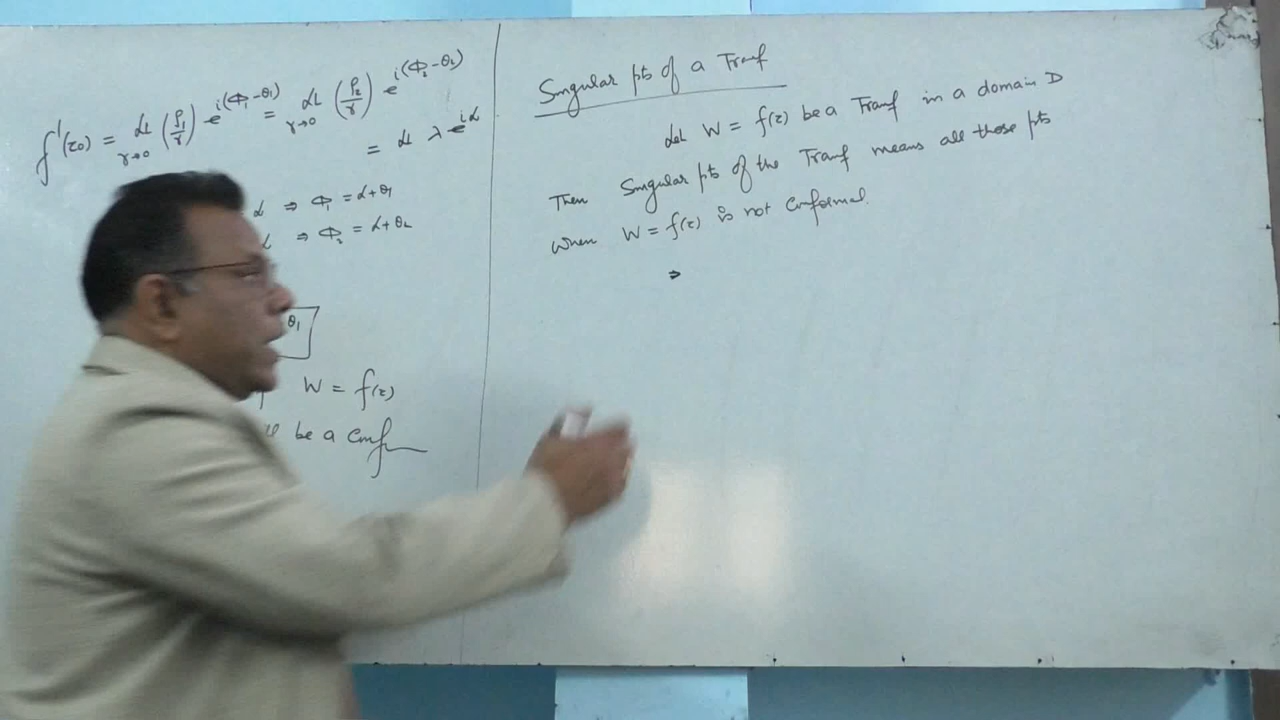 f'(z₀) = Lt r→0 (ρ₁/r) e^{i(Φ₁-θ₁)} = Lt r→0 (ρ₂/r) e^{i(Φ₂-θ₂)}
= Lt λ e^{iα}
α ⇒ Φ₁ = α+θ₁
⇒ Φ₂ = α+θ₂
θ₁
W = f(z)
be a Conf
Singular pts of a Tranf
Let W = f(z) be a Tranf in a domain D
Then Singular pts of the Tranf means all those pts
When W = f(z) is not Conformal.
⇒